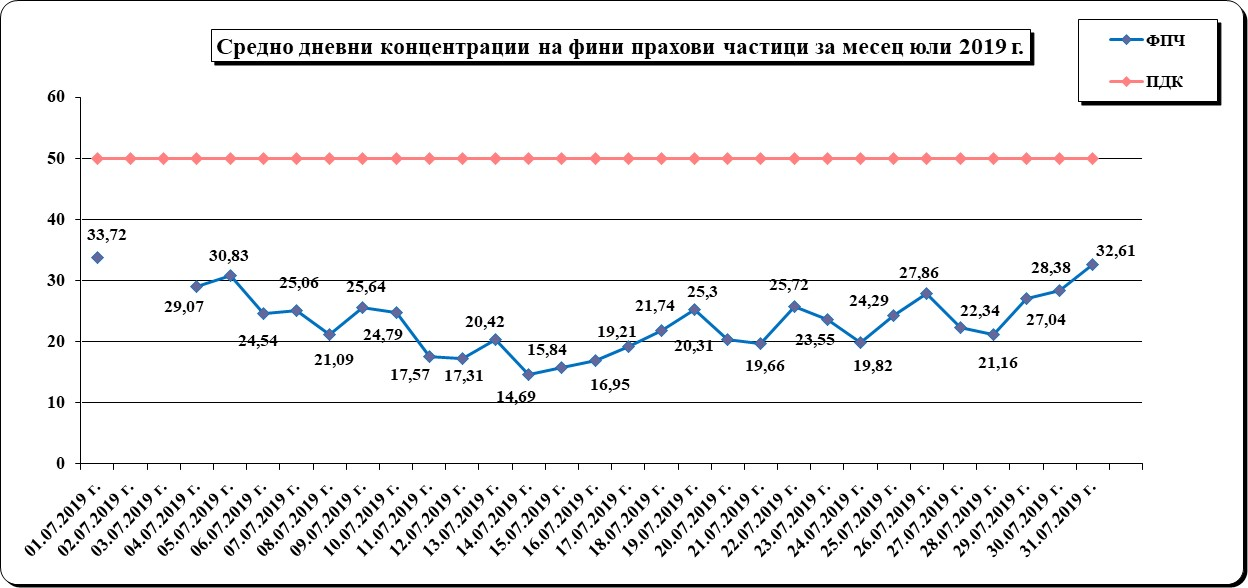 Средно дневни концентрации на фини прахови частици за месец юли 2019 г.
ФПЧ
ПДК
60
50
40
30
20
10
0
33,72
29,07
30,83
24,54
25,06
21,09
25,64
24,79
17,57
17,31
20,42
14,69
15,84
16,95
19,21
21,74
25,3
20,31
19,66
25,72
23,55
19,82
24,29
27,86
22,34
21,16
27,04
28,38
32,61
01.07.2019 г.
02.07.2019 г.
03.07.2019 г.
04.07.2019 г.
05.07.2019 г.
06.07.2019 г.
07.07.2019 г.
08.07.2019 г.
09.07.2019 г.
10.07.2019 г.
11.07.2019 г.
12.07.2019 г.
13.07.2019 г.
14.07.2019 г.
15.07.2019 г.
16.07.2019 г.
17.07.2019 г.
18.07.2019 г.
19.07.2019 г.
20.07.2019 г.
21.07.2019 г.
22.07.2019 г.
23.07.2019 г.
24.07.2019 г.
25.07.2019 г.
26.07.2019 г.
27.07.2019 г.
28.07.2019 г.
29.07.2019 г.
30.07.2019 г.
31.07.2019 г.